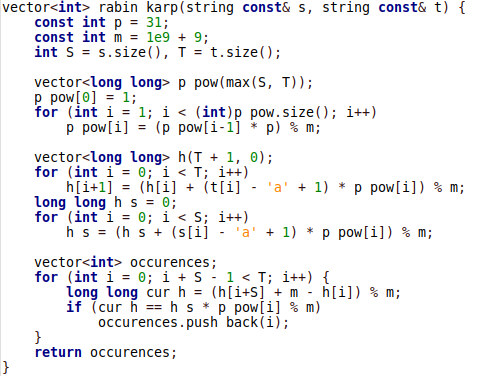 vector<int> rabin karp(string const& s, string const& t) {
    const int p = 31;
    const int m = 1e9 + 9;
    int S = s.size(), T = t.size();

    vector<long long> p pow(max(S, T));
    p pow[0] = 1;
    for (int i = 1; i < (int)p pow.size(); i++)
        p pow[i] = (p pow[i-1] * p) % m;

    vector<long long> h(T + 1, 0);
    for (int i = 0; i < T; i++)
        h[i+1] = (h[i] + (t[i] - 'a' + 1) * p pow[i]) % m;
    long long h s = 0;
    for (int i = 0; i < S; i++)
        h s = (h s + (s[i] - 'a' + 1) * p pow[i]) % m;

    vector<int> occurences;
    for (int i = 0; i + S - 1 < T; i++) {
        long long cur h = (h[i+S] + m - h[i]) % m;
        if (cur h == h s * p pow[i] % m)
            occurences.push back(i);
    }
    return occurences;
}